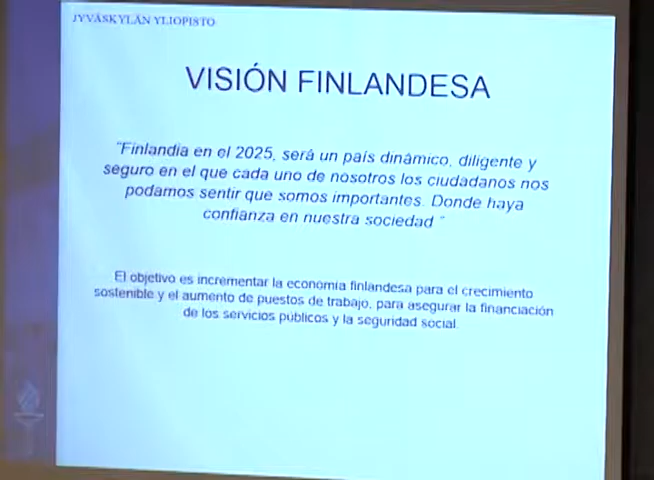 JYVÄSKYLÄN YLIOPISTO
VISIÓN FINLANDESA
"Finlandia en el 2025, será un país dinámico, diligente y
seguro en el que cada uno de nosotros los ciudadanos nos
podamos sentir que somos importantes. Donde haya
confianza en nuestra sociedad "
El objetivo es incrementar la economía finlandesa para el crecimiento
sostenible y el aumento de puestos de trabajo, para asegurar la financiación
de los servicios públicos y la seguridad social.